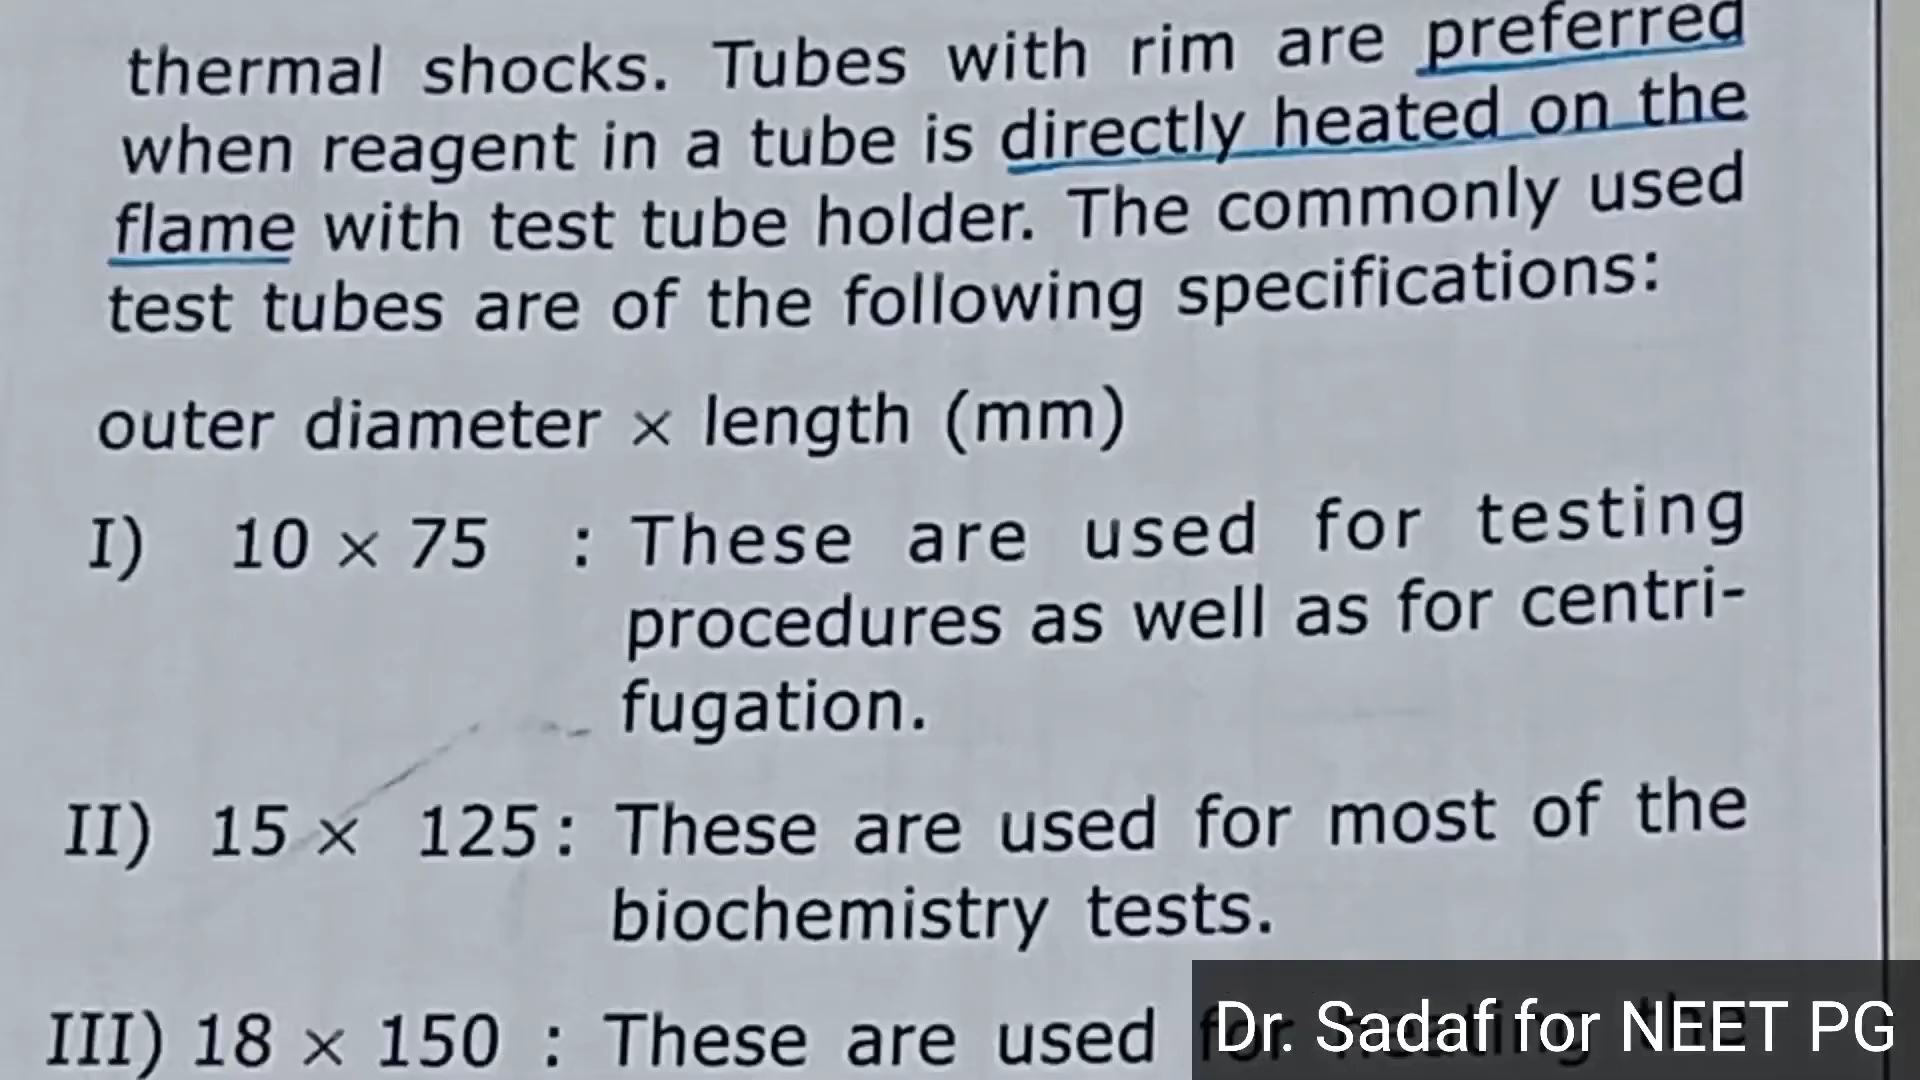 thermal shocks. Tubes with rim are preferred
when reagent in a tube is directly heated on the
flame with test tube holder. The commonly used
test tubes are of the following specifications:
outer diameter × length (mm)
I) 10 × 75 : These are used for testing
procedures as well as for centri-
fugation.
II) 15 × 125 : These are used for most of the
biochemistry tests.
III) 18 × 150 : These are used for
Dr. Sadaf for NEET PG